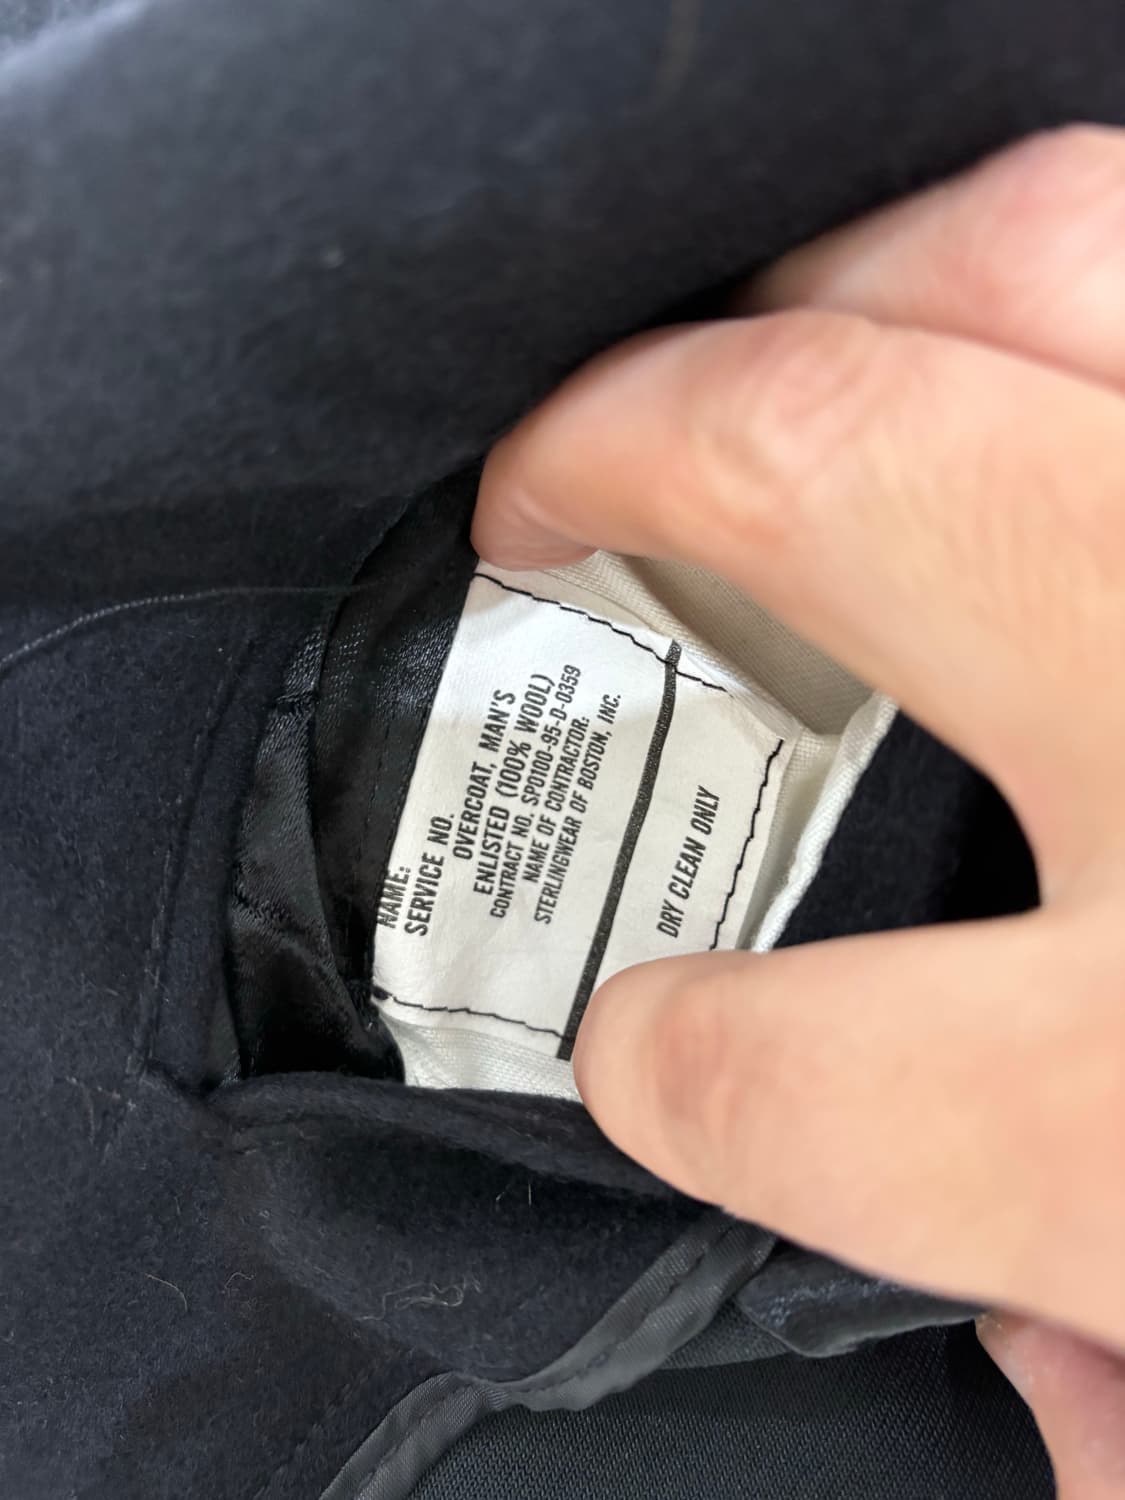 NAME:
SERVICE NO.
OVERCOAT, MAN'S
ENLISTED (100% WOOL)
CONTRACT NO. SPO100-95-D-0359
NAME OF CONTRACTOR:
STERLINGWEAR OF BOSTON, INC.
DRY CLEAN ONLY